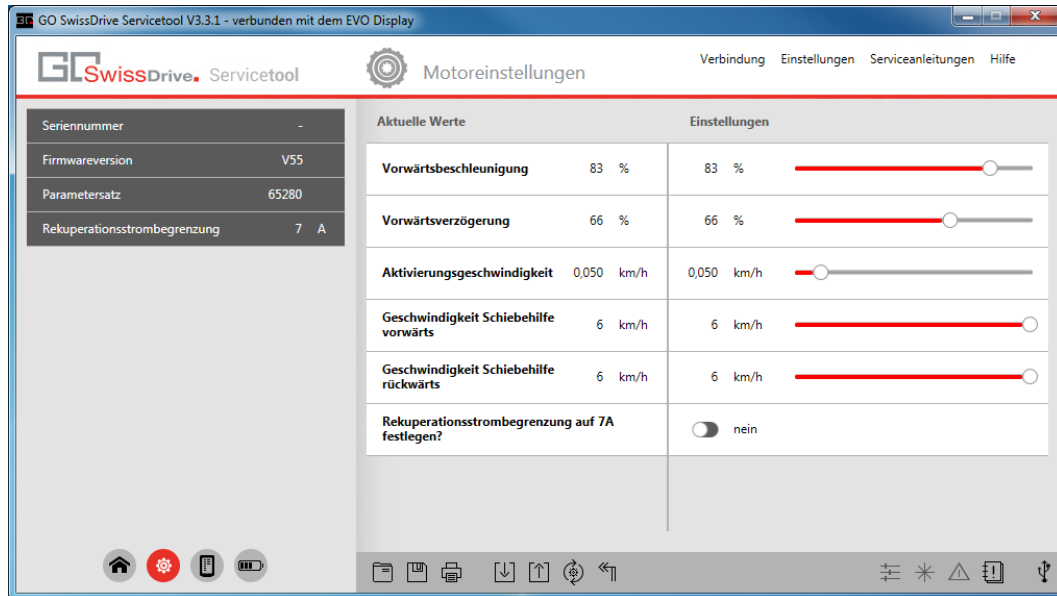 GO SwissDrive Servicetool V3.3.1 - verbunden mit dem EVO Display
GO SwissDrive. Servicetool
Motoreinstellungen
Verbindung Einstellungen Serviceanleitungen Hilfe
Seriennummer -
Firmwareversion V55
Parametersatz 65280
Rekuperationsstrombegrenzung 7 A
Aktuelle Werte Einstellungen
Vorwärtsbeschleunigung 83 % 83 %
Vorwärtsverzögerung 66 % 66 %
Aktivierungsgeschwindigkeit 0,050 km/h 0,050 km/h
Geschwindigkeit Schiebehilfe
vorwärts 6 km/h 6 km/h
Geschwindigkeit Schiebehilfe
rückwärts 6 km/h 6 km/h
Rekuperationsstrombegrenzung auf 7A
festlegen? nein